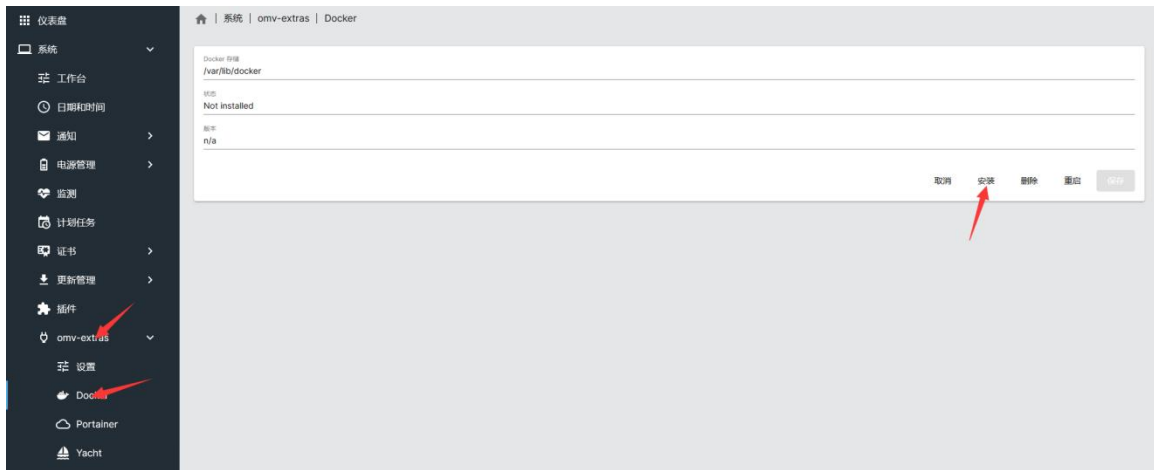 仪表盘
系统
工作台
日期和时间
通知
电源管理
监测
计划任务
证书
更新管理
插件
omv-extras
设置
Docker
Portainer
Yacht
| 系统 | omv-extras | Docker
Docker 存储
/var/lib/docker
状态
Not installed
版本
n/a
取消 安装 删除 重启 保存